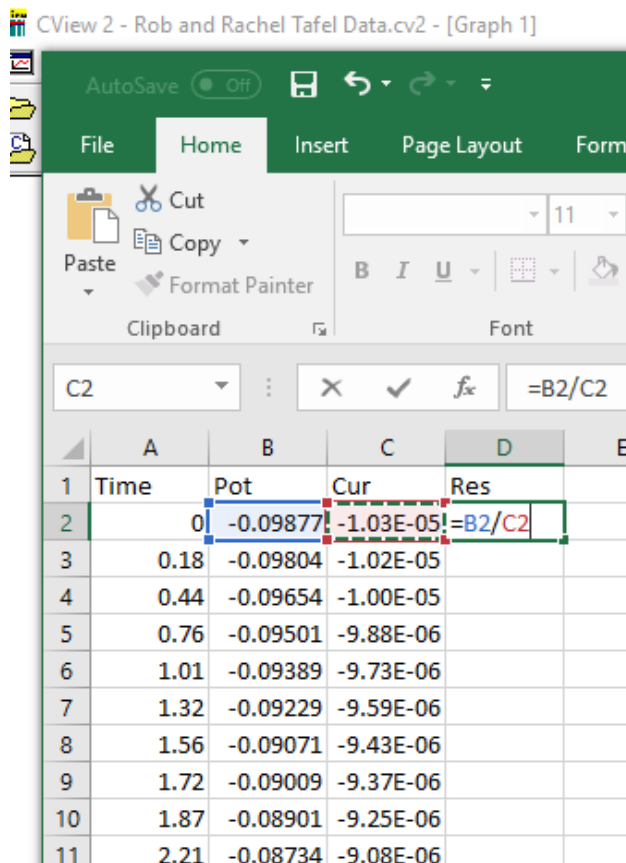 CView 2 - Rob and Rachel Tafel Data.cv2 - [Graph 1]
AutoSave Off
File Home Insert Page Layout Form
Cut
Copy
Paste
Format Painter
11
B I U
Clipboard Font
C2 fx =B2/C2
A B C D E
1 Time Pot Cur Res
2 0 -0.09877 -1.03E-05 =B2/C2
3 0.18 -0.09804 -1.02E-05
4 0.44 -0.09654 -1.00E-05
5 0.76 -0.09501 -9.88E-06
6 1.01 -0.09389 -9.73E-06
7 1.32 -0.09229 -9.59E-06
8 1.56 -0.09071 -9.43E-06
9 1.72 -0.09009 -9.37E-06
10 1.87 -0.08901 -9.25E-06
11 2.21 -0.08734 -9.08E-06